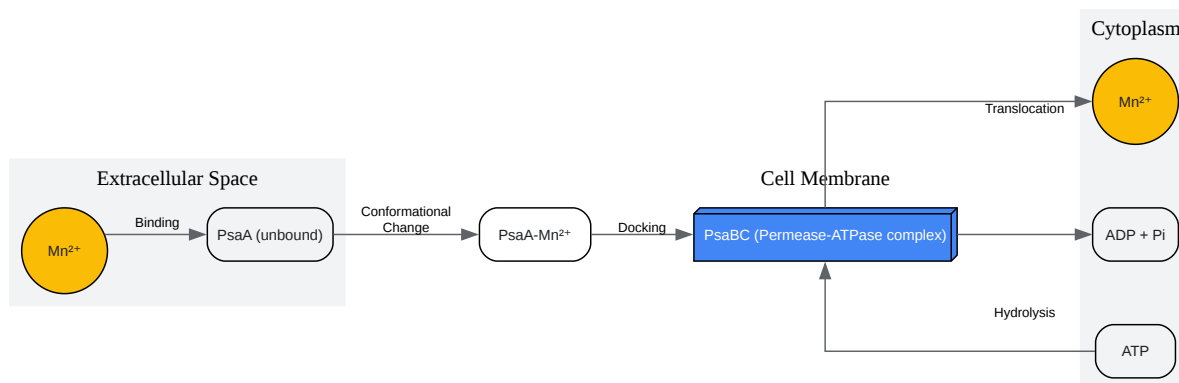 Cytoplasm
Mn²⁺
Translocation
Extracellular Space
Cell Membrane
Mn²⁺
Binding
PsaA (unbound)
Conformational
Change
PsaA-Mn²⁺
Docking
PsaBC (Permease-ATPase complex)
ADP + Pi
Hydrolysis
ATP